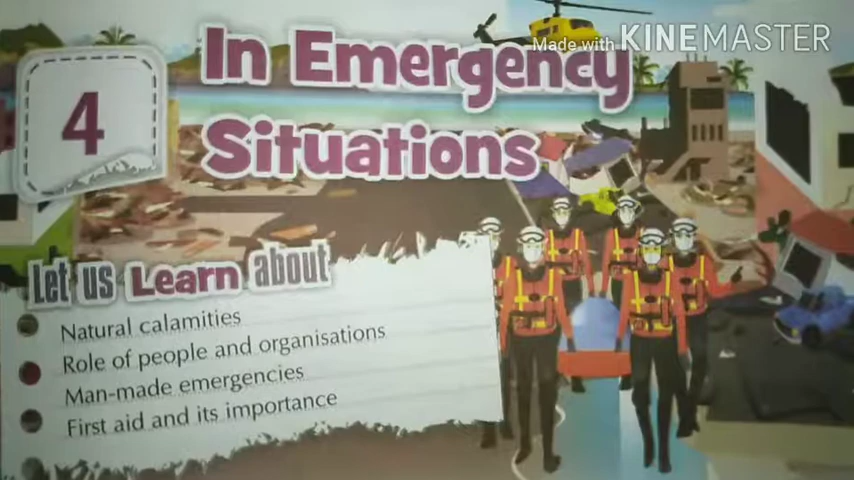 Made with KINEMASTER
4
In Emergency
Situations
Let us Learn about
Natural calamities
Role of people and organisations
Man-made emergencies
First aid and its importance